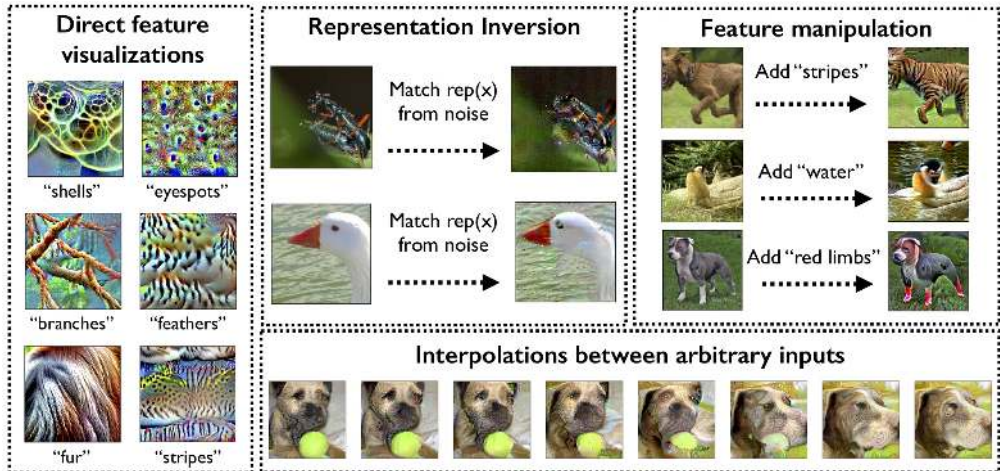 Direct feature
visualizations
"shells"
"eyespots"
"branches"
"feathers"
"fur"
"stripes"
Representation Inversion
Match rep(x)
from noise
Match rep(x)
from noise
Feature manipulation
Add "stripes"
Add "water"
Add "red limbs"
Interpolations between arbitrary inputs